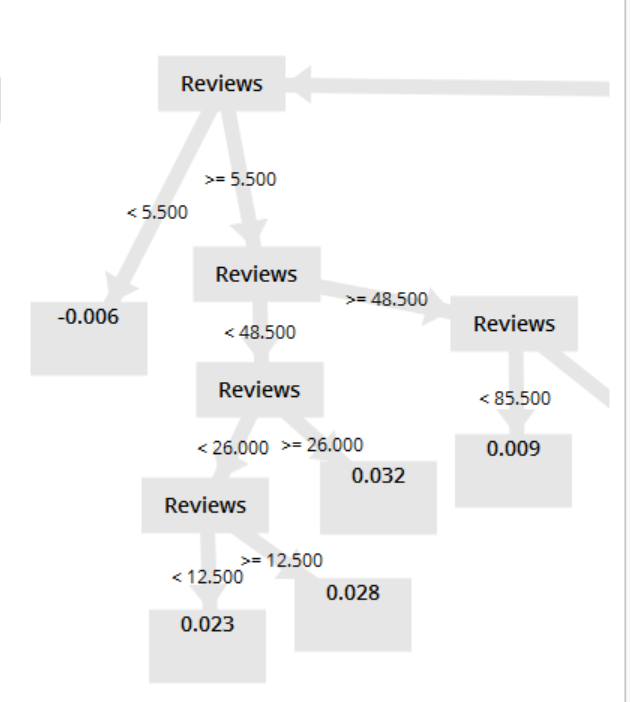 Reviews
>= 5.500
< 5.500
Reviews
>= 48.500
-0.006
Reviews
< 48.500
Reviews
< 85.500
< 26.000
>= 26.000
0.009
0.032
Reviews
>= 12.500
< 12.500
0.028
0.023